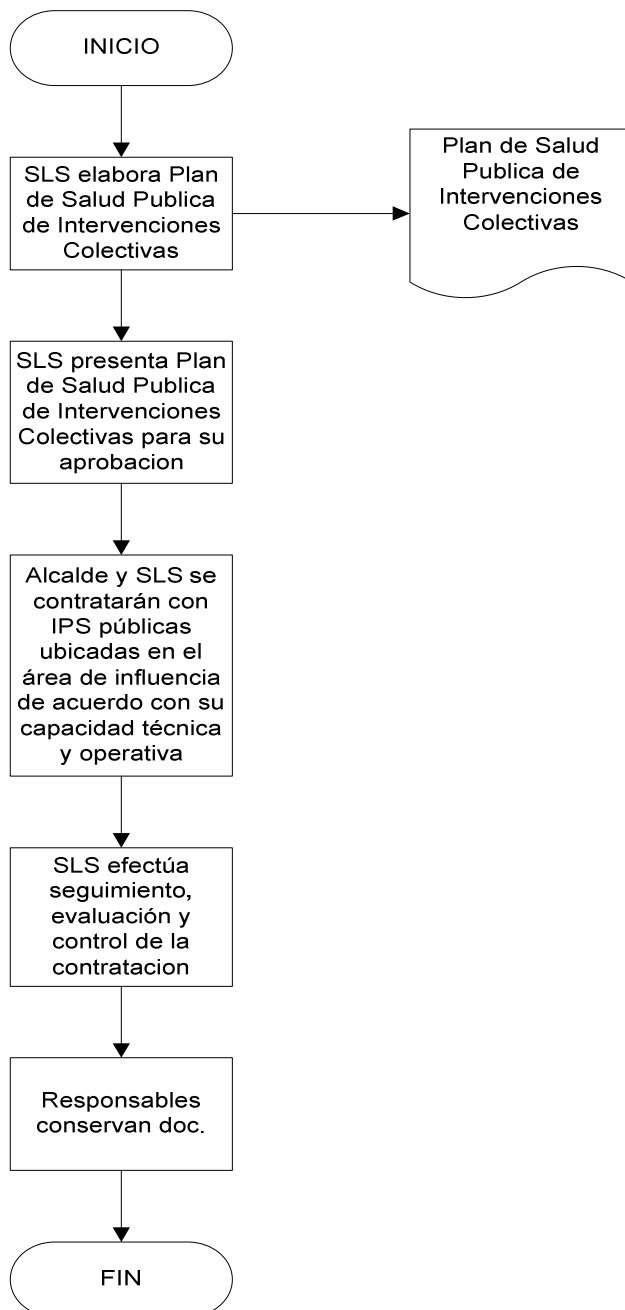 INICIO
SLS elabora Plan
de Salud Publica
de Intervenciones
Colectivas
Plan de Salud
Publica de
Intervenciones
Colectivas
SLS presenta Plan
de Salud Publica
de Intervenciones
Colectivas para su
aprobacion
Alcalde y SLS se
contratarán con
IPS públicas
ubicadas en el
área de influencia
de acuerdo con su
capacidad técnica
y operativa
SLS efectúa
seguimiento,
evaluación y
control de la
contratacion
Responsables
conservan doc.
FIN